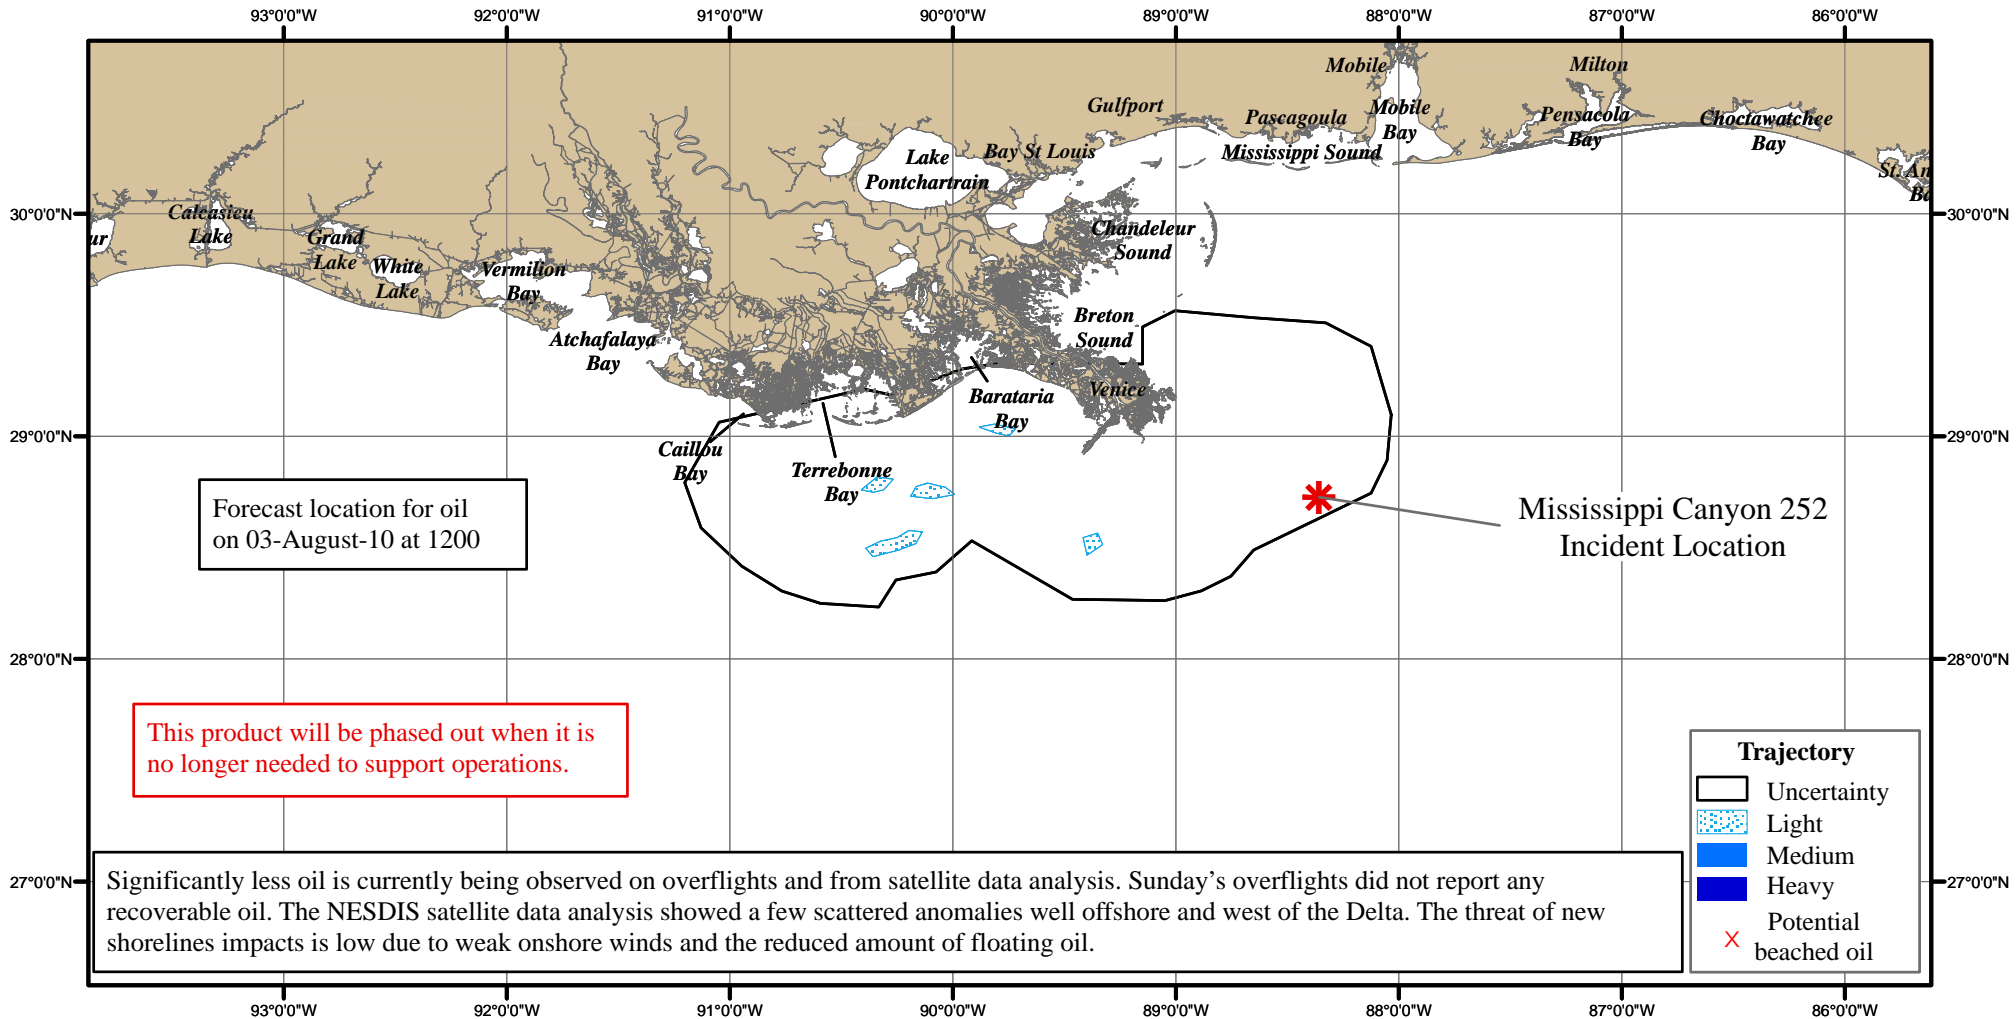 93°0'0"W 92°0'0"W 91°0'0"W 90°0'0"W 89°0'0"W 88°0'0"W 87°0'0"W 86°0'0"W
Mobile
Milton
Gulfport
Pascagoula
Mobile
Bay
Pensacola
Bay
Choctawatchee
Bay
Lake
Pontchartrain
Bay St Louis
Mississippi Sound
St. An
Ba
30°0'0"N
30°0'0"N
Calcasieu
Lake
ur
Grand
Lake
White
Lake
Vermilion
Bay
Chandeleur
Sound
Atchafalaya
Bay
Breton
Sound
Venice
Barataria
Bay
29°0'0"N
29°0'0"N
Caillou
Bay
Terrebonne
Bay
Forecast location for oil
on 03-August-10 at 1200
Mississippi Canyon 252
Incident Location
28°0'0"N
28°0'0"N
This product will be phased out when it is
no longer needed to support operations.
Trajectory
Uncertainty
Light
Medium
Heavy
Potential
beached oil
27°0'0"N
27°0'0"N
Significantly less oil is currently being observed on overflights and from satellite data analysis. Sunday’s overflights did not report any
recoverable oil. The NESDIS satellite data analysis showed a few scattered anomalies well offshore and west of the Delta. The threat of new
shorelines impacts is low due to weak onshore winds and the reduced amount of floating oil.
93°0'0"W 92°0'0"W 91°0'0"W 90°0'0"W 89°0'0"W 88°0'0"W 87°0'0"W 86°0'0"W